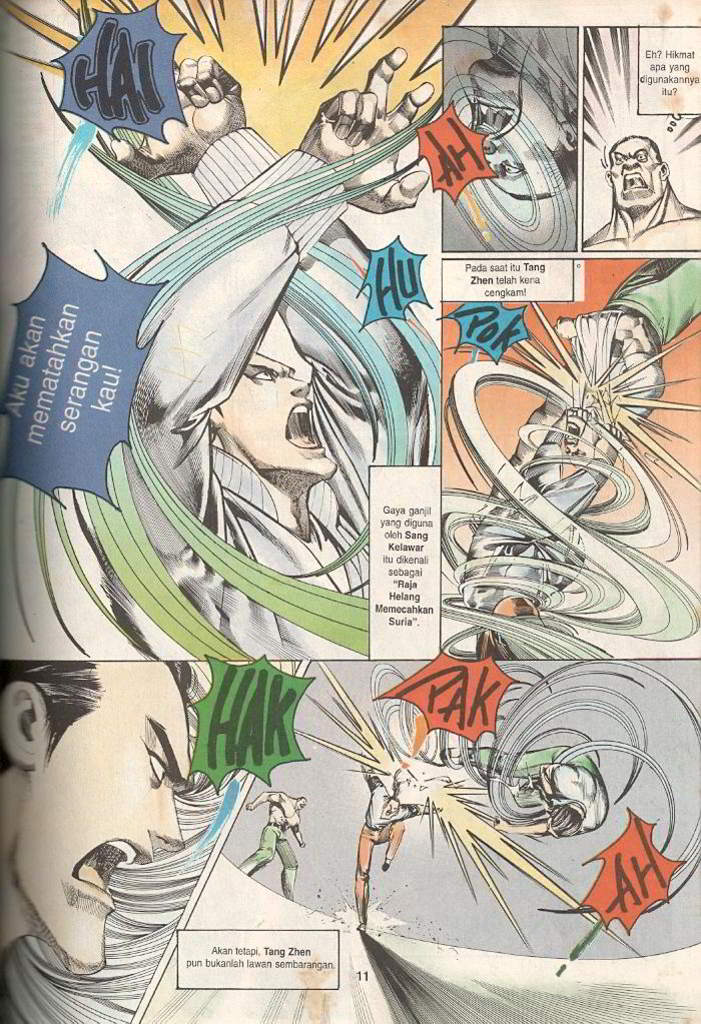 HAI
Aku akan
mematahkan
serangan
kau!
HU
Gaya ganjil
yang diguna
oleh Sang
Kelawar
itu dikenali
sebagai
"Raja
Helang
Memecahkan
Suria".
AH
Eh? Hikmat
apa yang
digunakannya
itu?
Pada saat itu Tang
Zhen telah kena
cengkam!
POK
HAK
PAK
AH
Akan tetapi, Tang Zhen
pun bukanlah lawan sembarangan.
11